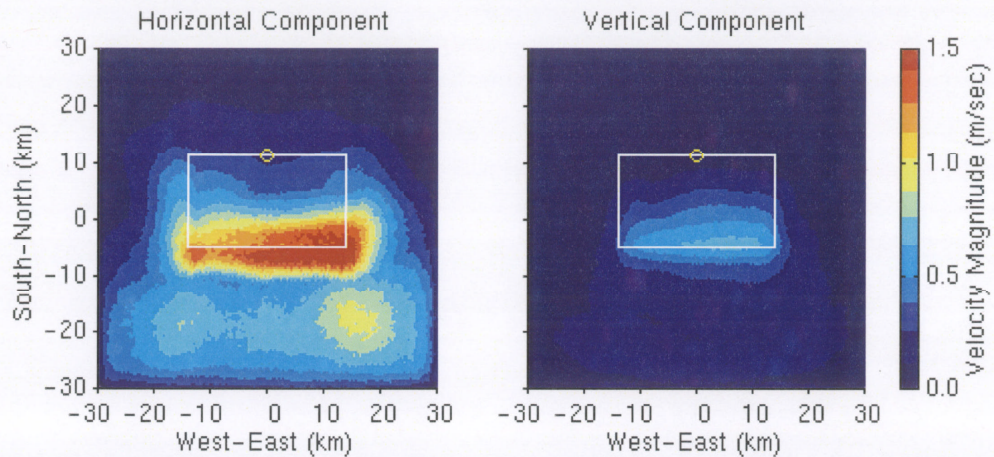 Horizontal Component
30
20
10
0
-10
-20
-30
South-North (km)
-30 -20 -10 0 10 20 30
West-East (km)
Vertical Component
-30 -20 -10 0 10 20 30
West-East (km)
1.5
1.0
0.5
0.0
Velocity Magnitude (m/sec)